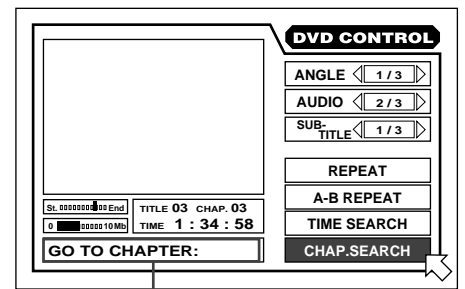 DVD CONTROL
ANGLE 1 / 3
AUDIO 2 / 3
SUB-
TITLE 1 / 3
REPEAT
A-B REPEAT
TIME SEARCH
CHAP.SEARCH
St. End
0 10Mb
TITLE 03 CHAP. 03
TIME 1 : 34 : 58
GO TO CHAPTER: